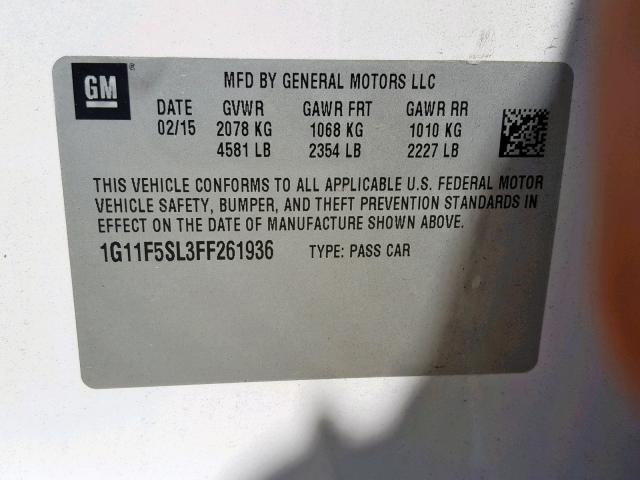 GM ®
MFD BY GENERAL MOTORS LLC
DATE GVWR GAWR FRT GAWR RR
02/15 2078 KG 1068 KG 1010 KG
4581 LB 2354 LB 2227 LB
THIS VEHICLE CONFORMS TO ALL APPLICABLE U.S. FEDERAL MOTOR
VEHICLE SAFETY, BUMPER, AND THEFT PREVENTION STANDARDS IN
EFFECT ON THE DATE OF MANUFACTURE SHOWN ABOVE.
1G11F5SL3FF261936 TYPE: PASS CAR